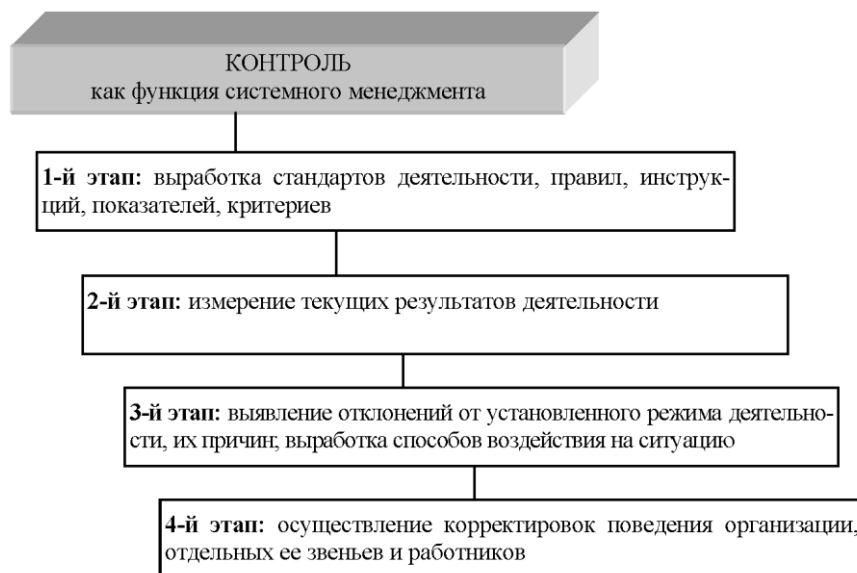 КОНТРОЛЬ
как функция системного менеджмента
1-й этап: выработка стандартов деятельности, правил, инструк-
ций, показателей, критериев
2-й этап: измерение текущих результатов деятельности
3-й этап: выявление отклонений от установленного режима деятельно-
сти, их причин; выработка способов воздействия на ситуацию
4-й этап: осуществление корректировок поведения организации,
отдельных ее звеньев и работников